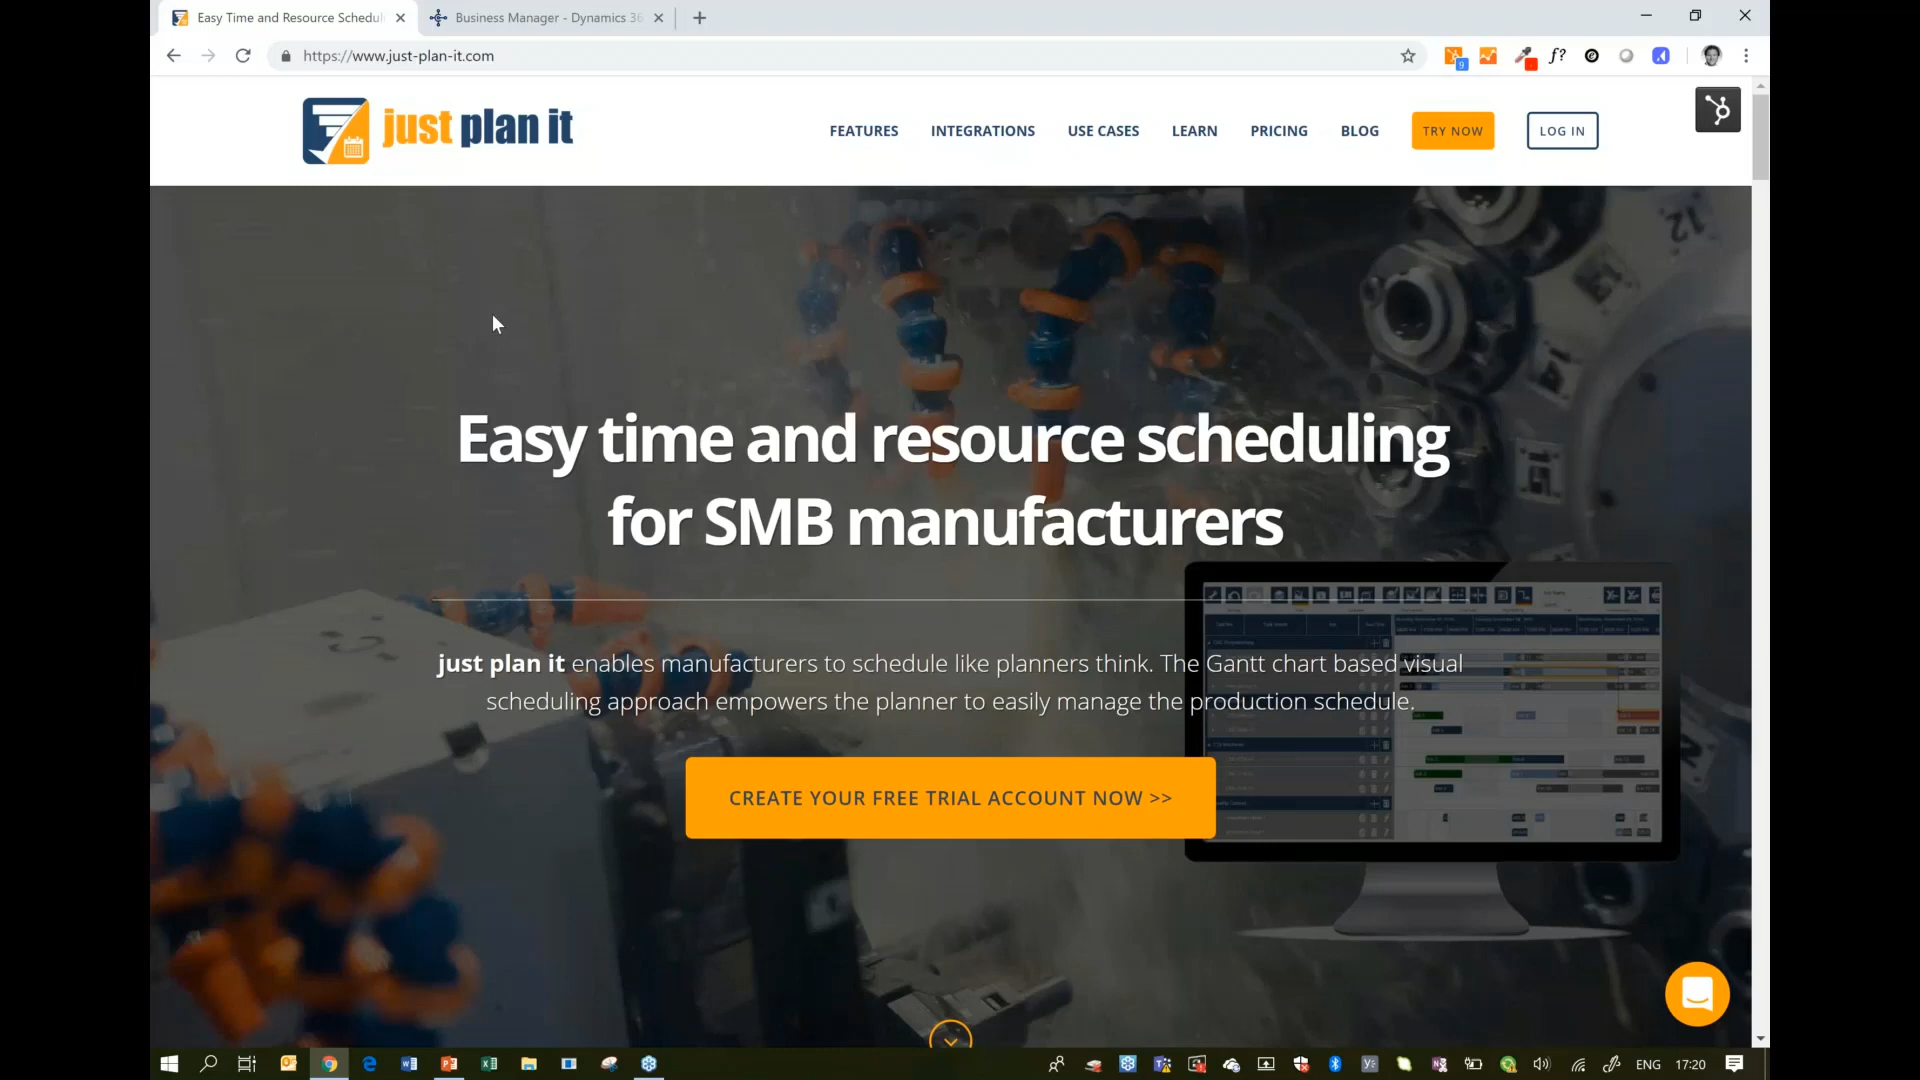 Easy Time and Resource Schedul
Business Manager - Dynamics 36
https://www.just-plan-it.com
9
just plan it
FEATURES
INTEGRATIONS
USE CASES
LEARN
PRICING
BLOG
TRY NOW
LOG IN
Easy time and resource scheduling
for SMB manufacturers
just plan it enables manufacturers to schedule like planners think. The Gantt chart based visual
scheduling approach empowers the planner to easily manage the production schedule.
CREATE YOUR FREE TRIAL ACCOUNT NOW >>
ENG
17:20